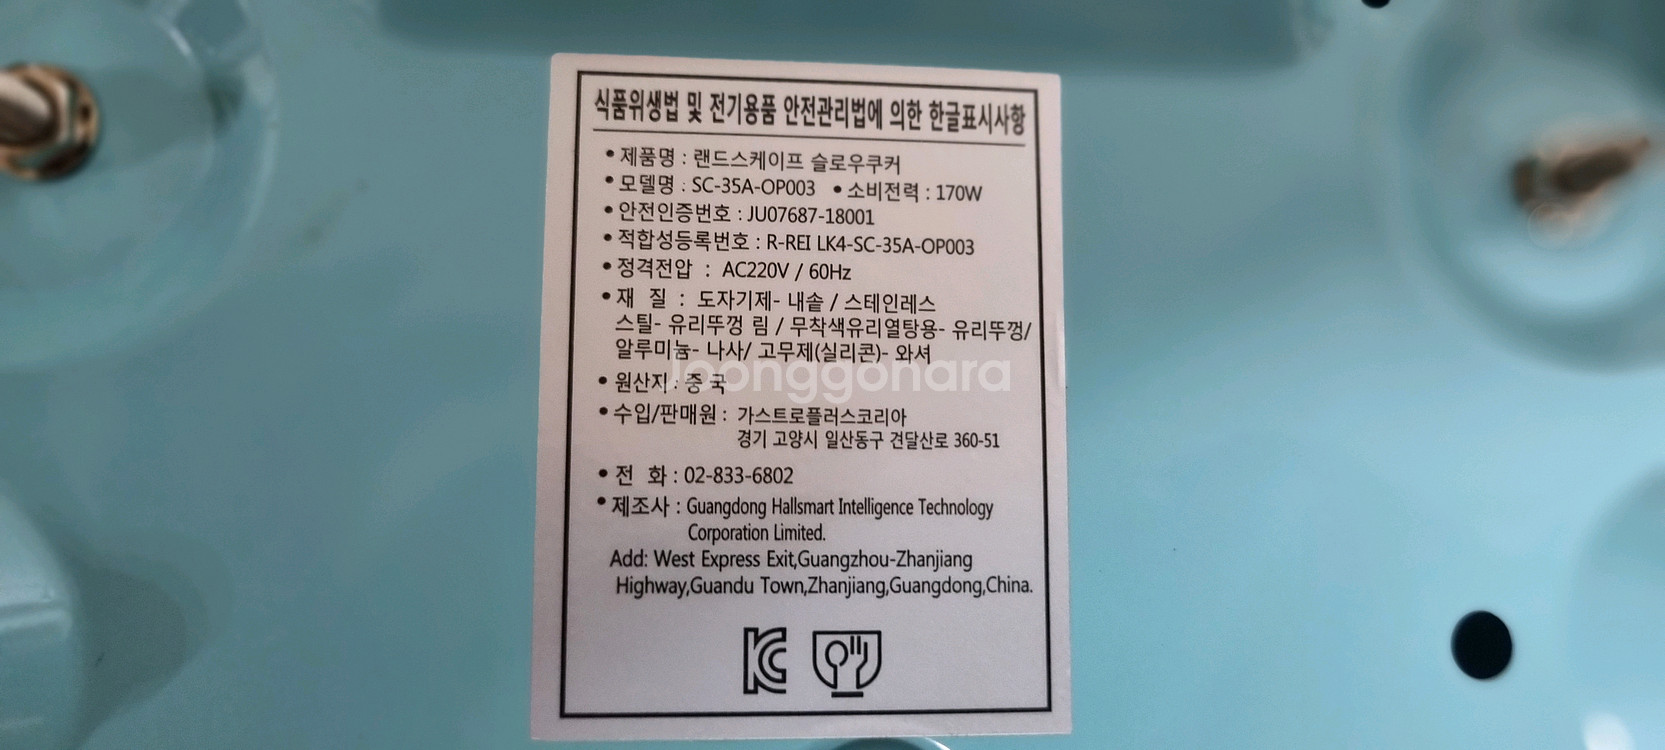 식품위생법 및 전기용품 안전관리법에 의한 한글표시사항
• 제품명 : 랜드스케이프 슬로우쿠커
• 모델명 : SC-35A-OP003 • 소비전력 : 170W
• 안전인증번호 : JU07687-18001
• 적합성등록번호 : R-REI LK4-SC-35A-OP003
• 정격전압 : AC220V / 60Hz
• 재 질 : 도자기제- 내솥 / 스테인레스
스틸- 유리뚜껑 림 / 무착색유리열탕용- 유리뚜껑/
알루미늄- 나사/ 고무제(실리콘)- 와셔
Joonggonara
• 원산지 : 중 국
• 수입/판매원 : 가스트로플러스코리아
경기 고양시 일산동구 견달산로 360-51
• 전 화 : 02-833-6802
• 제조사 : Guangdong Hallsmart Intelligence Technology
Corporation Limited.
Add: West Express Exit,Guangzhou-Zhanjiang
Highway,Guandu Town,Zhanjiang,Guangdong,China.
KC